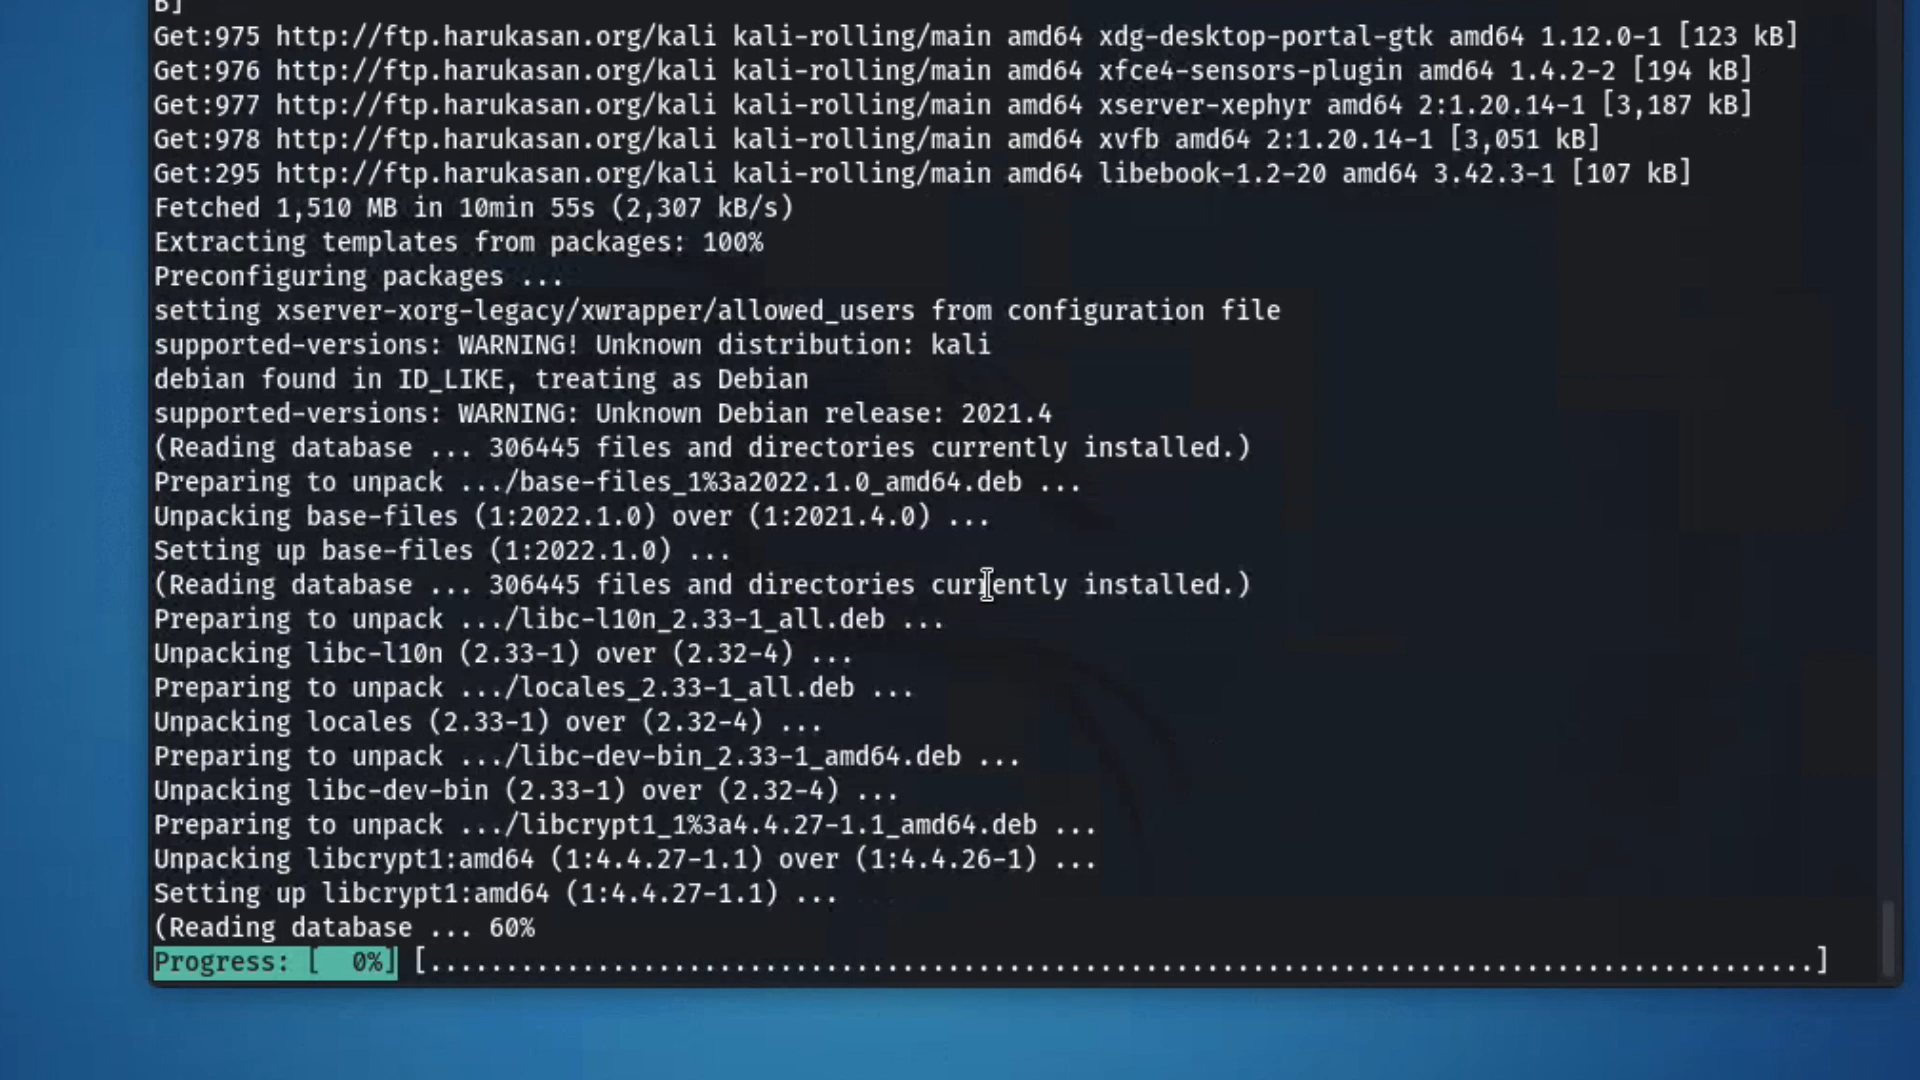 B]
Get:975 http://ftp.harukasan.org/kali kali-rolling/main amd64 xdg-desktop-portal-gtk amd64 1.12.0-1 [123 kB]
Get:976 http://ftp.harukasan.org/kali kali-rolling/main amd64 xfce4-sensors-plugin amd64 1.4.2-2 [194 kB]
Get:977 http://ftp.harukasan.org/kali kali-rolling/main amd64 xserver-xephyr amd64 2:1.20.14-1 [3,187 kB]
Get:978 http://ftp.harukasan.org/kali kali-rolling/main amd64 xvfb amd64 2:1.20.14-1 [3,051 kB]
Get:295 http://ftp.harukasan.org/kali kali-rolling/main amd64 libebook-1.2-20 amd64 3.42.3-1 [107 kB]
Fetched 1,510 MB in 10min 55s (2,307 kB/s)
Extracting templates from packages: 100%
Preconfiguring packages ...
setting xserver-xorg-legacy/xwrapper/allowed_users from configuration file
supported-versions: WARNING! Unknown distribution: kali
debian found in ID_LIKE, treating as Debian
supported-versions: WARNING: Unknown Debian release: 2021.4
(Reading database ... 306445 files and directories currently installed.)
Preparing to unpack .../base-files_1%3a2022.1.0_amd64.deb ...
Unpacking base-files (1:2022.1.0) over (1:2021.4.0) ...
Setting up base-files (1:2022.1.0) ...
(Reading database ... 306445 files and directories currently installed.)
Preparing to unpack .../libc-l10n_2.33-1_all.deb ...
Unpacking libc-l10n (2.33-1) over (2.32-4) ...
Preparing to unpack .../locales_2.33-1_all.deb ...
Unpacking locales (2.33-1) over (2.32-4) ...
Preparing to unpack .../libc-dev-bin_2.33-1_amd64.deb ...
Unpacking libc-dev-bin (2.33-1) over (2.32-4) ...
Preparing to unpack .../libcrypt1_1%3a4.4.27-1.1_amd64.deb ...
Unpacking libcrypt1:amd64 (1:4.4.27-1.1) over (1:4.4.26-1) ...
Setting up libcrypt1:amd64 (1:4.4.27-1.1) ...
(Reading database ... 60%
Progress: [  0%] [...........................................................................................]